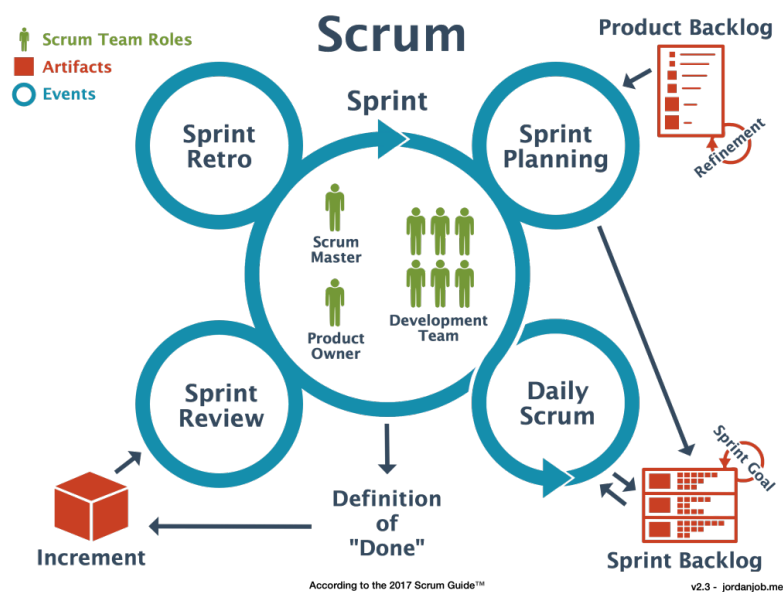 Scrum
Scrum Team Roles
Artifacts
Events
Product Backlog
Refinement
Sprint
Sprint
Retro
Sprint
Planning
Scrum
Master
Product
Owner
Development
Team
Sprint
Review
Daily
Scrum
Sprint Goal
Sprint Backlog
Definition
of
"Done"
Increment
According to the 2017 Scrum Guide™
v2.3 - jordanjob.me